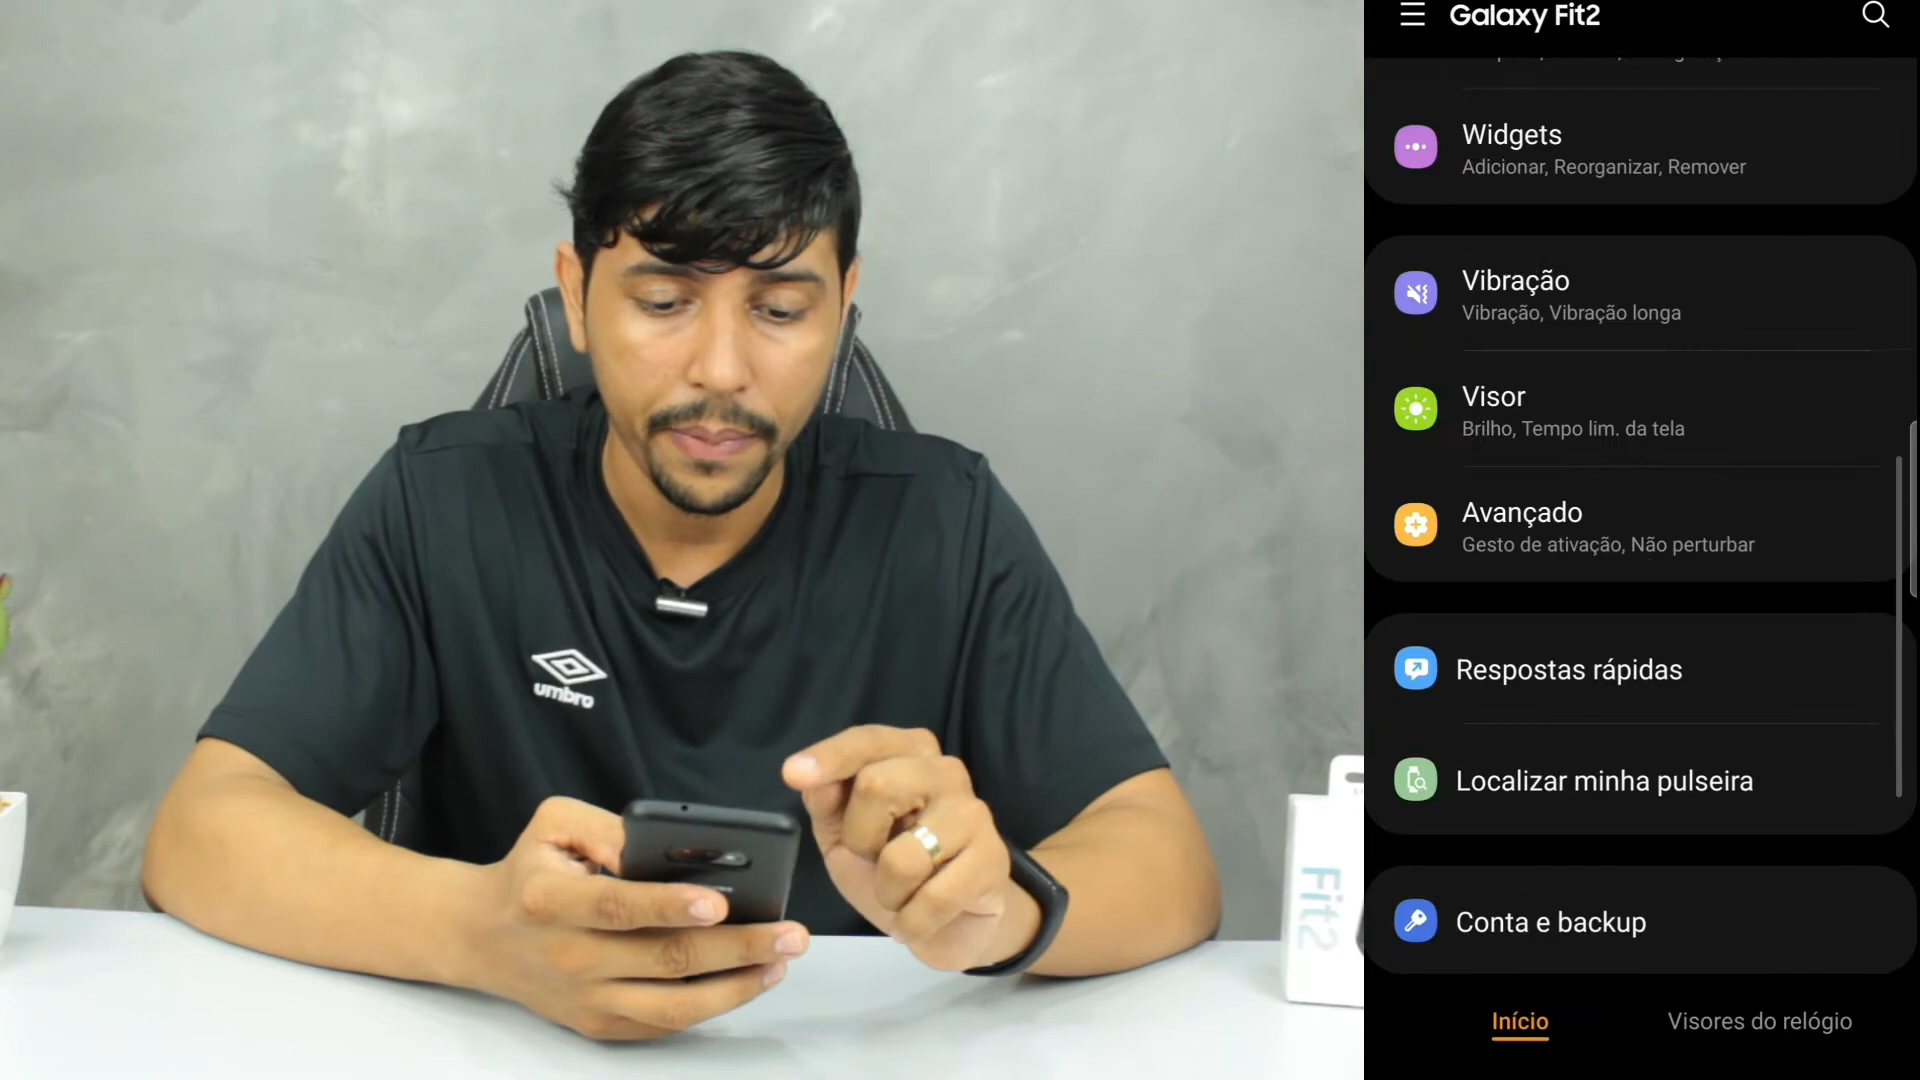 Galaxy Fit2
Widgets
Adicionar, Reorganizar, Remover
Vibração
Vibração, Vibração longa
Visor
Brilho, Tempo lim. da tela
Avançado
Gesto de ativação, Não perturbar
Respostas rápidas
Localizar minha pulseira
Conta e backup
Início
Visores do relógio
umbro
Fit2